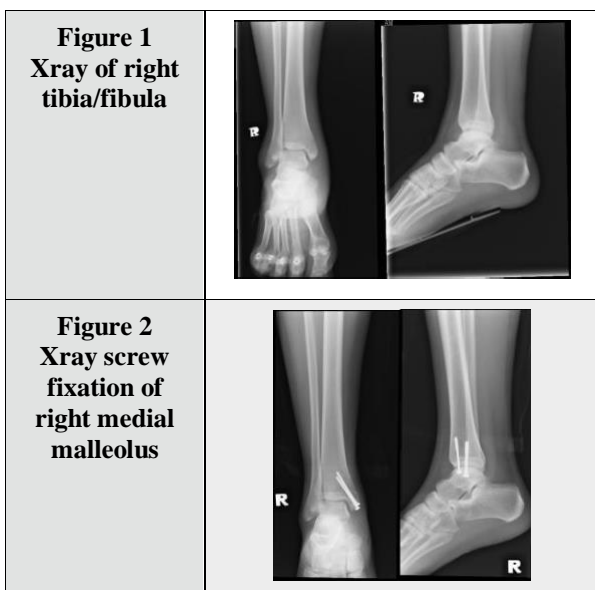 Figure 1
Xray of right
tibia/fibula
R
R
Figure 2
Xray screw
fixation of
right medial
malleolus
R
R